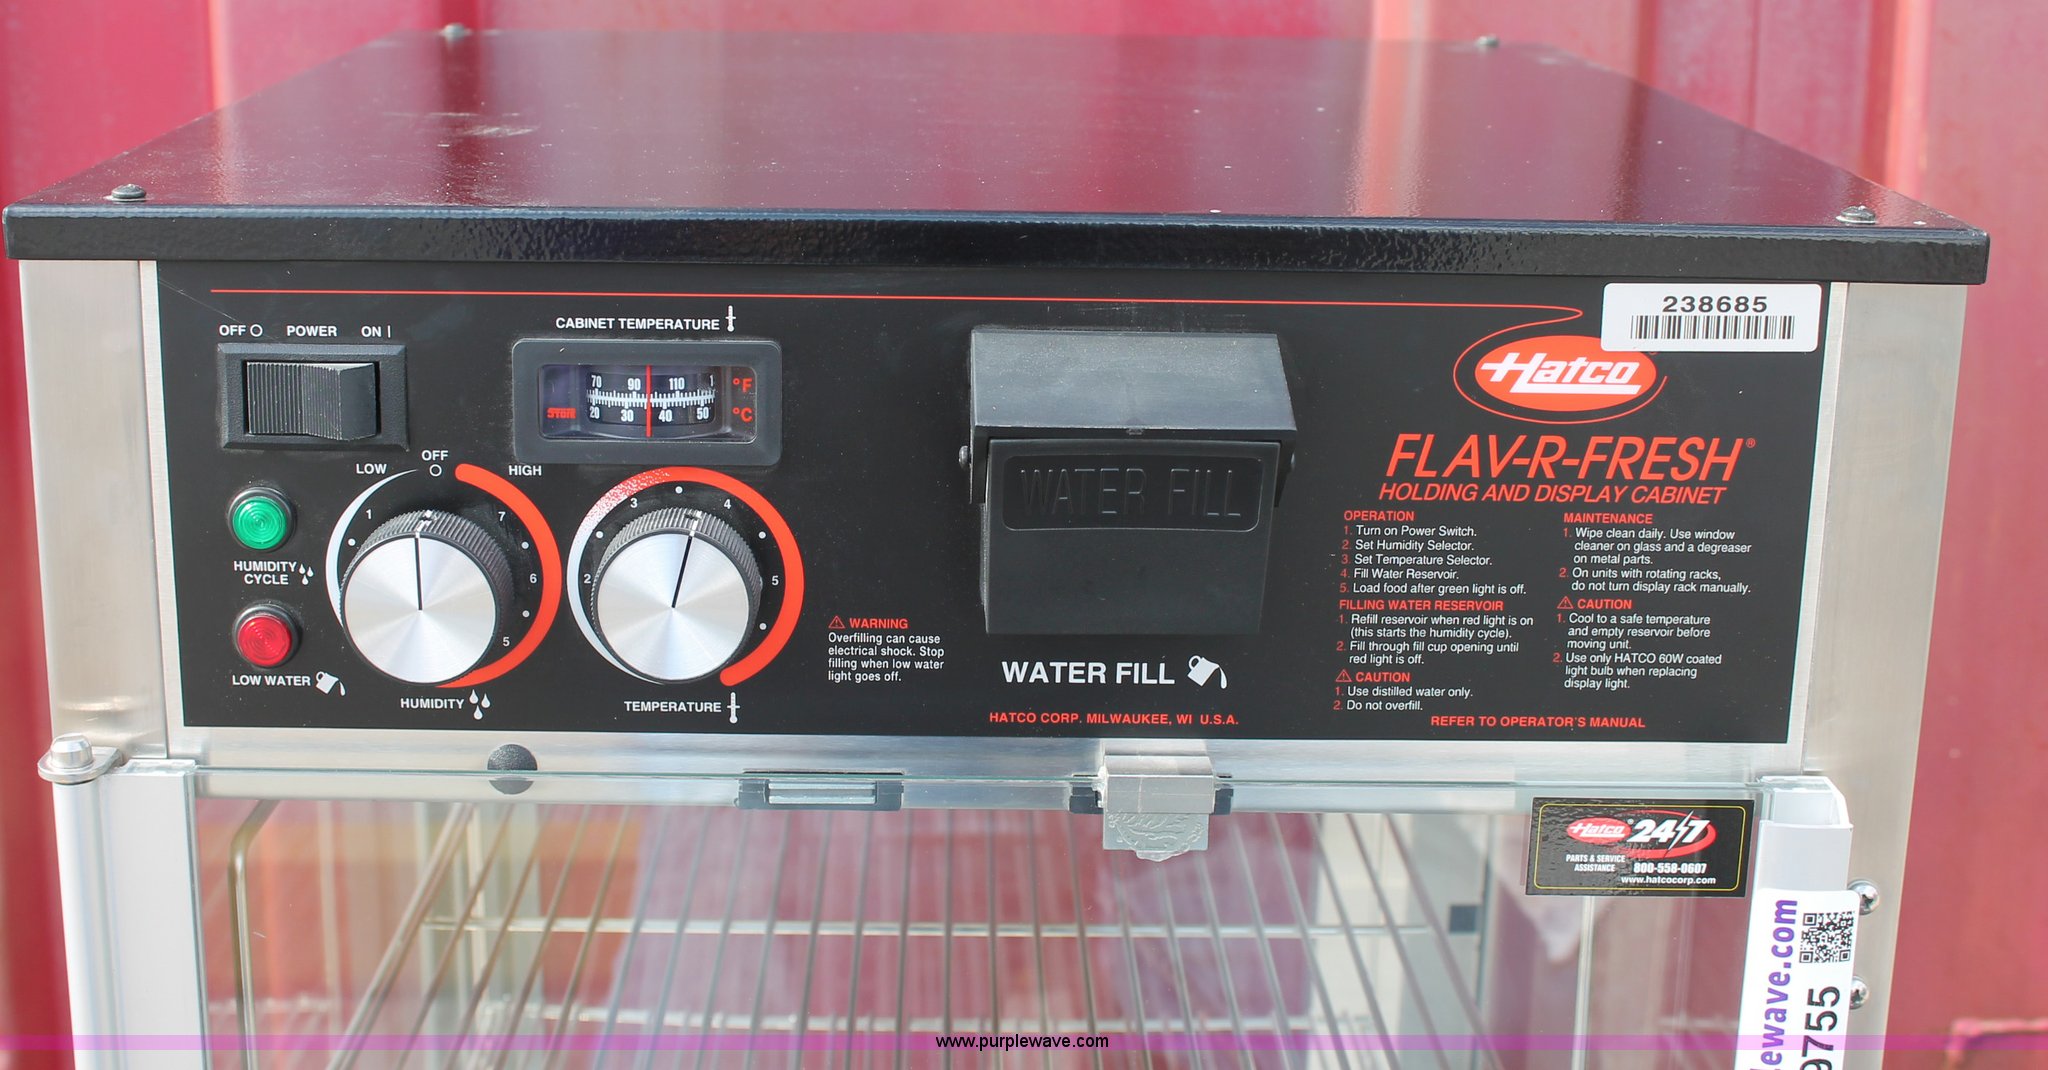 238685
OFF POWER ON
CABINET TEMPERATURE
70 90 110 1 °F
20 30 40 50 °C
Hatco®
FLAV-R-FRESH®
HOLDING AND DISPLAY CABINET
LOW OFF HIGH
1 7 6 5
3 4 2 5
HUMIDITY
CYCLE
LOW WATER
HUMIDITY
TEMPERATURE
WARNING
Overfilling can cause
electrical shock. Stop
filling when low water
light goes off.
WATER FILL
WATER FILL
HATCO CORP. MILWAUKEE, WI U.S.A.
OPERATION
1. Turn on Power Switch.
2. Set Humidity Selector.
3. Set Temperature Selector.
4. Fill Water Reservoir.
5. Load food after green light is off.
FILLING WATER RESERVOIR
1. Refill reservoir when red light is on
(this starts the humidity cycle).
2. Fill through fill cup opening until
red light is off.
CAUTION
1. Use distilled water only.
2. Do not overfill.
MAINTENANCE
1. Wipe clean daily. Use window
cleaner on glass and a degreaser
on metal parts.
2. On units with rotating racks,
do not turn display rack manually.
CAUTION
1. Cool to a safe temperature
and empty reservoir before
moving unit.
2. Use only HATCO 60W coated
light bulb when replacing
display light.
REFER TO OPERATOR'S MANUAL
Hatco® 24/7
PARTS & SERVICE
ASSISTANCE 800-558-0607
www.hatcocorp.com
lewave.com
97755
www.purplewave.com